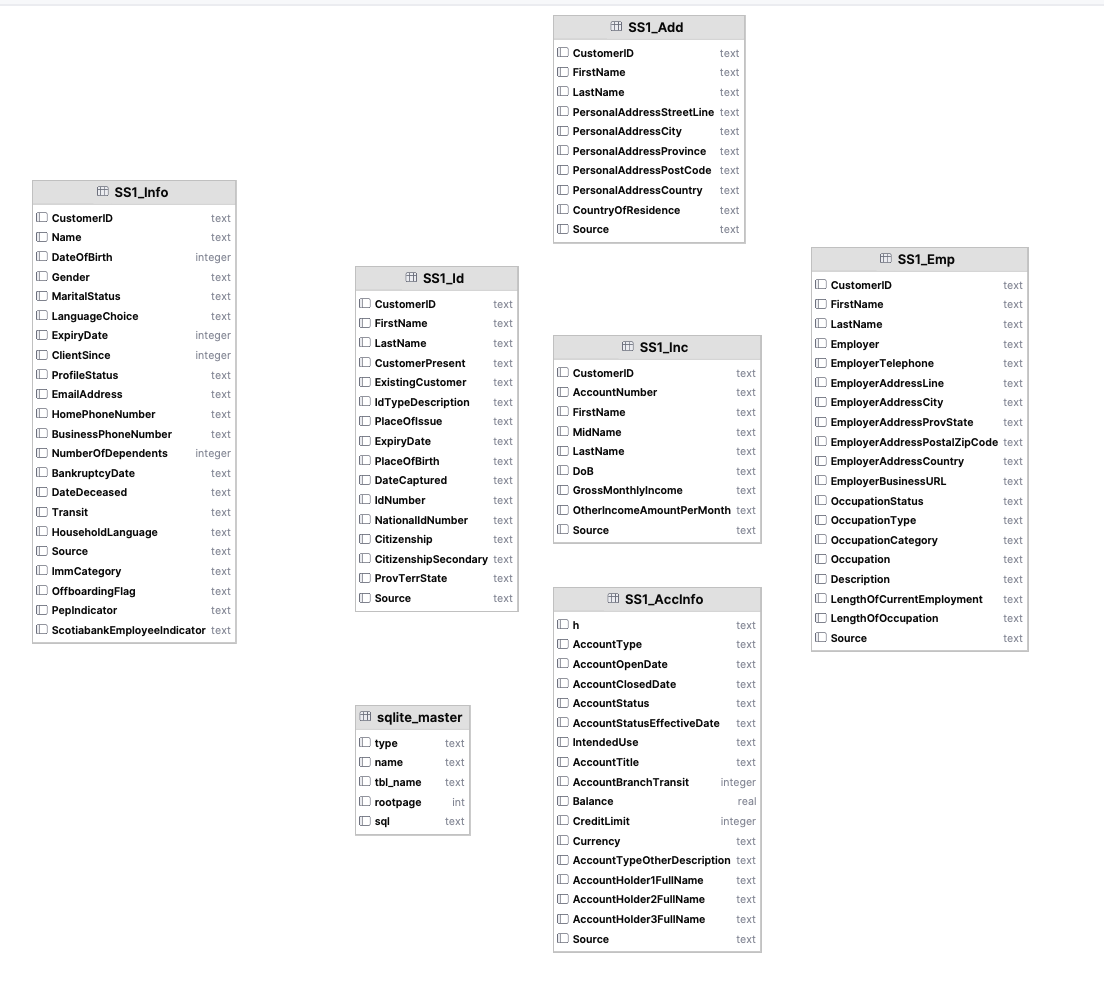 SS1_Add
CustomerID text
FirstName text
LastName text
PersonalAddressStreetLine text
PersonalAddressCity text
PersonalAddressProvince text
PersonalAddressPostCode text
PersonalAddressCountry text
CountryOfResidence text
Source text
SS1_Info
CustomerID text
Name text
DateOfBirth integer
Gender text
MaritalStatus text
LanguageChoice text
ExpiryDate integer
ClientSince integer
ProfileStatus text
EmailAddress text
HomePhoneNumber text
BusinessPhoneNumber text
NumberOfDependents integer
BankruptcyDate text
DateDeceased text
Transit text
HouseholdLanguage text
Source text
ImmCategory text
OffboardingFlag text
PepIndicator text
ScotiabankEmployeeIndicator text
SS1_Id
CustomerID text
FirstName text
LastName text
CustomerPresent text
ExistingCustomer text
IdTypeDescription text
PlaceOfIssue text
ExpiryDate text
PlaceOfBirth text
DateCaptured text
IdNumber text
NationalIdNumber text
Citizenship text
CitizenshipSecondary text
ProvTerrState text
Source text
SS1_Inc
CustomerID text
AccountNumber text
FirstName text
MidName text
LastName text
DoB text
GrossMonthlyIncome text
OtherIncomeAmountPerMonth text
Source text
SS1_Emp
CustomerID text
FirstName text
LastName text
Employer text
EmployerTelephone text
EmployerAddressLine text
EmployerAddressCity text
EmployerAddressProvState text
EmployerAddressPostalZipCode text
EmployerAddressCountry text
EmployerBusinessURL text
OccupationStatus text
OccupationType text
OccupationCategory text
Occupation text
Description text
LengthOfCurrentEmployment text
LengthOfOccupation text
Source text
SS1_AccInfo
h text
AccountType text
AccountOpenDate text
AccountClosedDate text
AccountStatus text
AccountStatusEffectiveDate text
IntendedUse text
AccountTitle text
AccountBranchTransit integer
Balance real
CreditLimit integer
Currency text
AccountTypeOtherDescription text
AccountHolder1FullName text
AccountHolder2FullName text
AccountHolder3FullName text
Source text
sqlite_master
type text
name text
tbl_name text
rootpage int
sql text